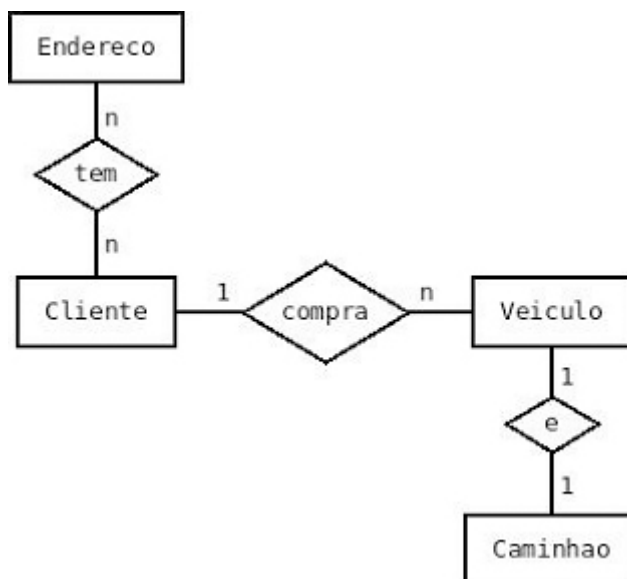 Endereco
n
tem
n
Cliente
1
compra
n
Veiculo
1
e
1
Caminhao